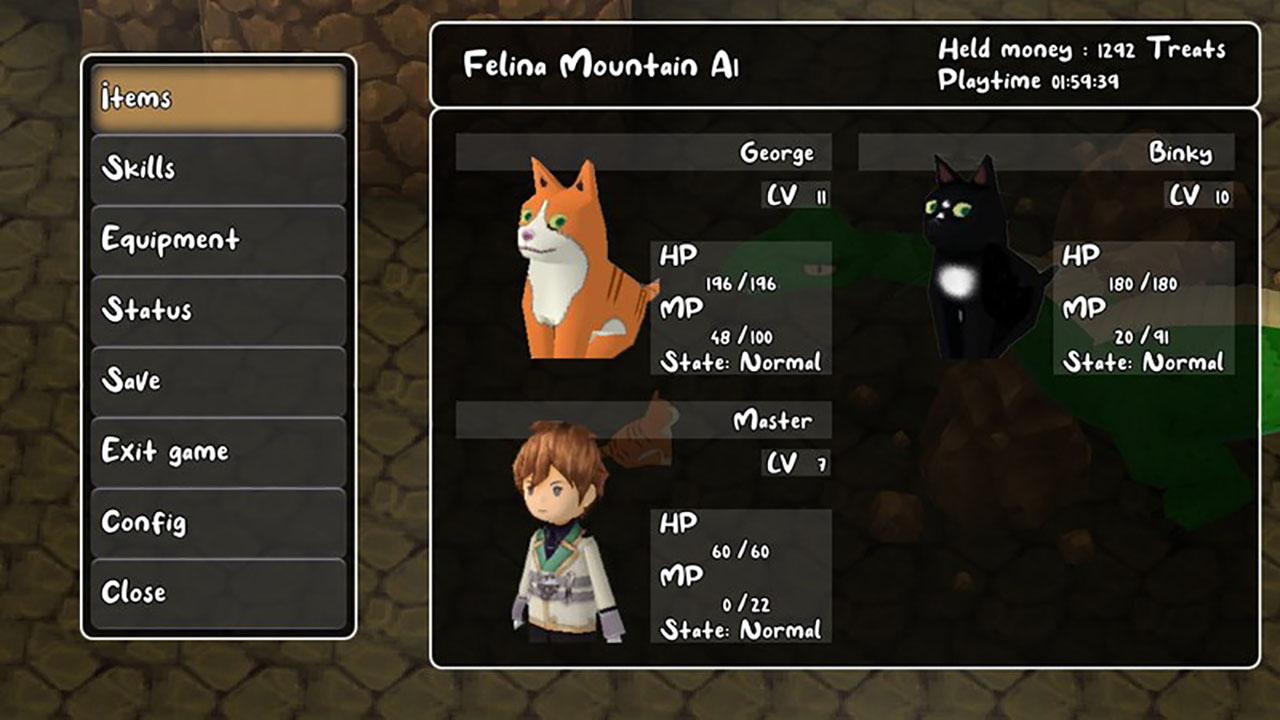 Items
Skills
Equipment
Status
Save
Exit game
Config
Close
Felina Mountain A1
Held money : 1292 Treats
Playtime 01:59:39
George
LV 11
HP
196 / 196
MP
48 / 100
State: Normal
Binky
LV 10
HP
180 / 180
MP
20 / 91
State: Normal
Master
LV 7
HP
60 / 60
MP
0 / 22
State: Normal